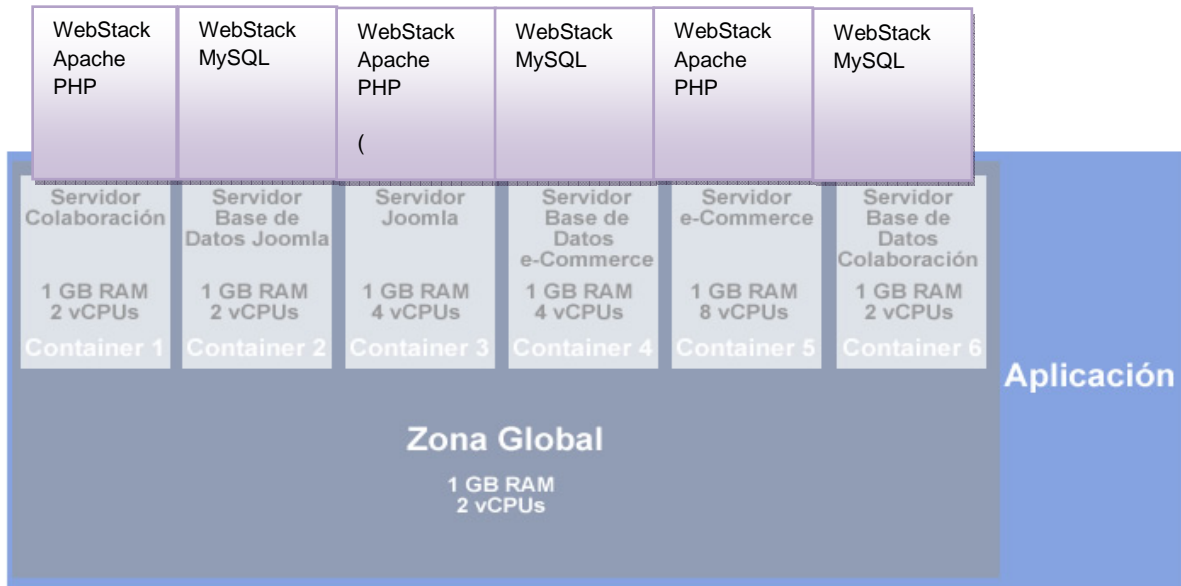 WebStack
Apache
PHP
WebStack
MySQL
WebStack
Apache
PHP
(
WebStack
MySQL
WebStack
Apache
PHP
WebStack
MySQL
Servidor
Colaboración
1 GB RAM
2 vCPUs
Container 1
Servidor
Base de
Datos Joomla
1 GB RAM
2 vCPUs
Container 2
Servidor
Joomla
1 GB RAM
4 vCPUs
Container 3
Servidor
Base de
Datos
e-Commerce
1 GB RAM
4 vCPUs
Container 4
Servidor
e-Commerce
1 GB RAM
8 vCPUs
Container 5
Servidor
Base de
Datos
Colaboración
1 GB RAM
2 vCPUs
Container 6
Aplicación
Zona Global
1 GB RAM
2 vCPUs